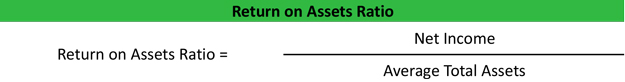 Return on Assets Ratio
Net Income
Return on Assets Ratio =
Average Total Assets